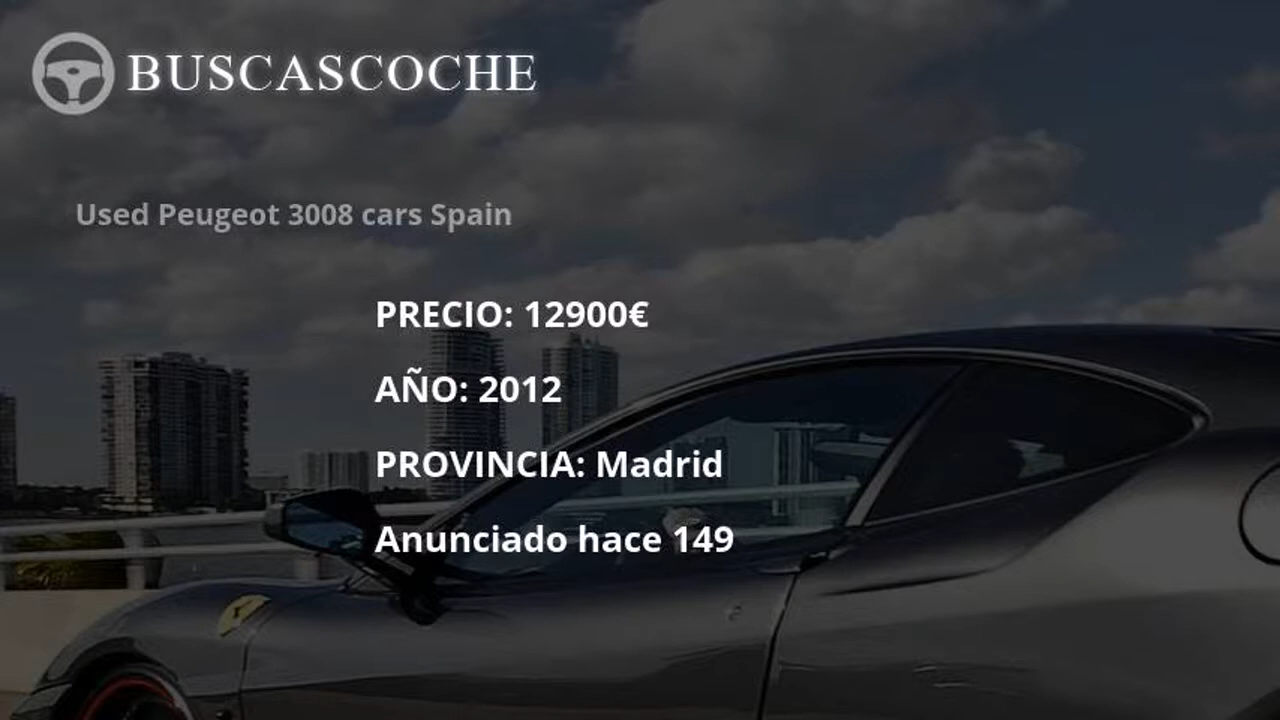 BUSCASCOCHE
Used Peugeot 3008 cars Spain
PRECIO: 12900€
AÑO: 2012
PROVINCIA: Madrid
Anunciado hace 149